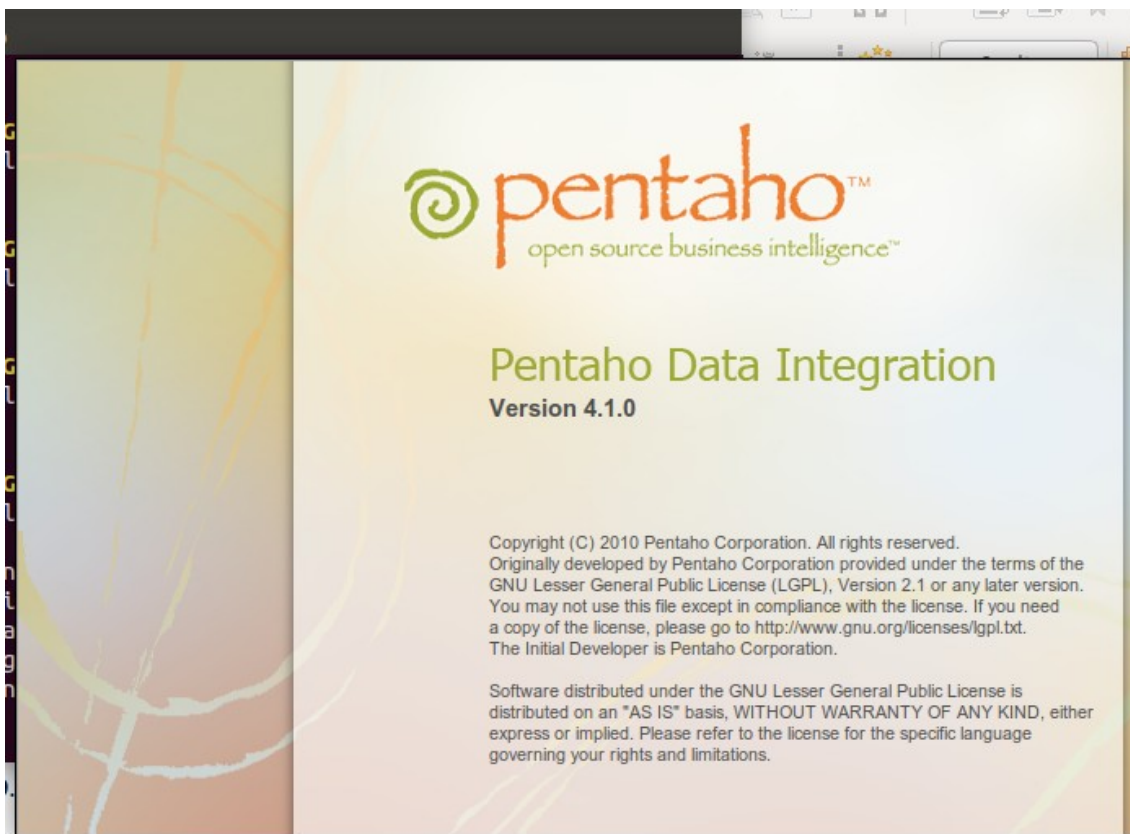 pentaho™
open source business intelligence™
Pentaho Data Integration
Version 4.1.0
Copyright (C) 2010 Pentaho Corporation. All rights reserved.
Originally developed by Pentaho Corporation provided under the terms of the
GNU Lesser General Public License (LGPL), Version 2.1 or any later version.
You may not use this file except in compliance with the license. If you need
a copy of the license, please go to http://www.gnu.org/licenses/lgpl.txt.
The Initial Developer is Pentaho Corporation.
Software distributed under the GNU Lesser General Public License is
distributed on an "AS IS" basis, WITHOUT WARRANTY OF ANY KIND, either
express or implied. Please refer to the license for the specific language
governing your rights and limitations.